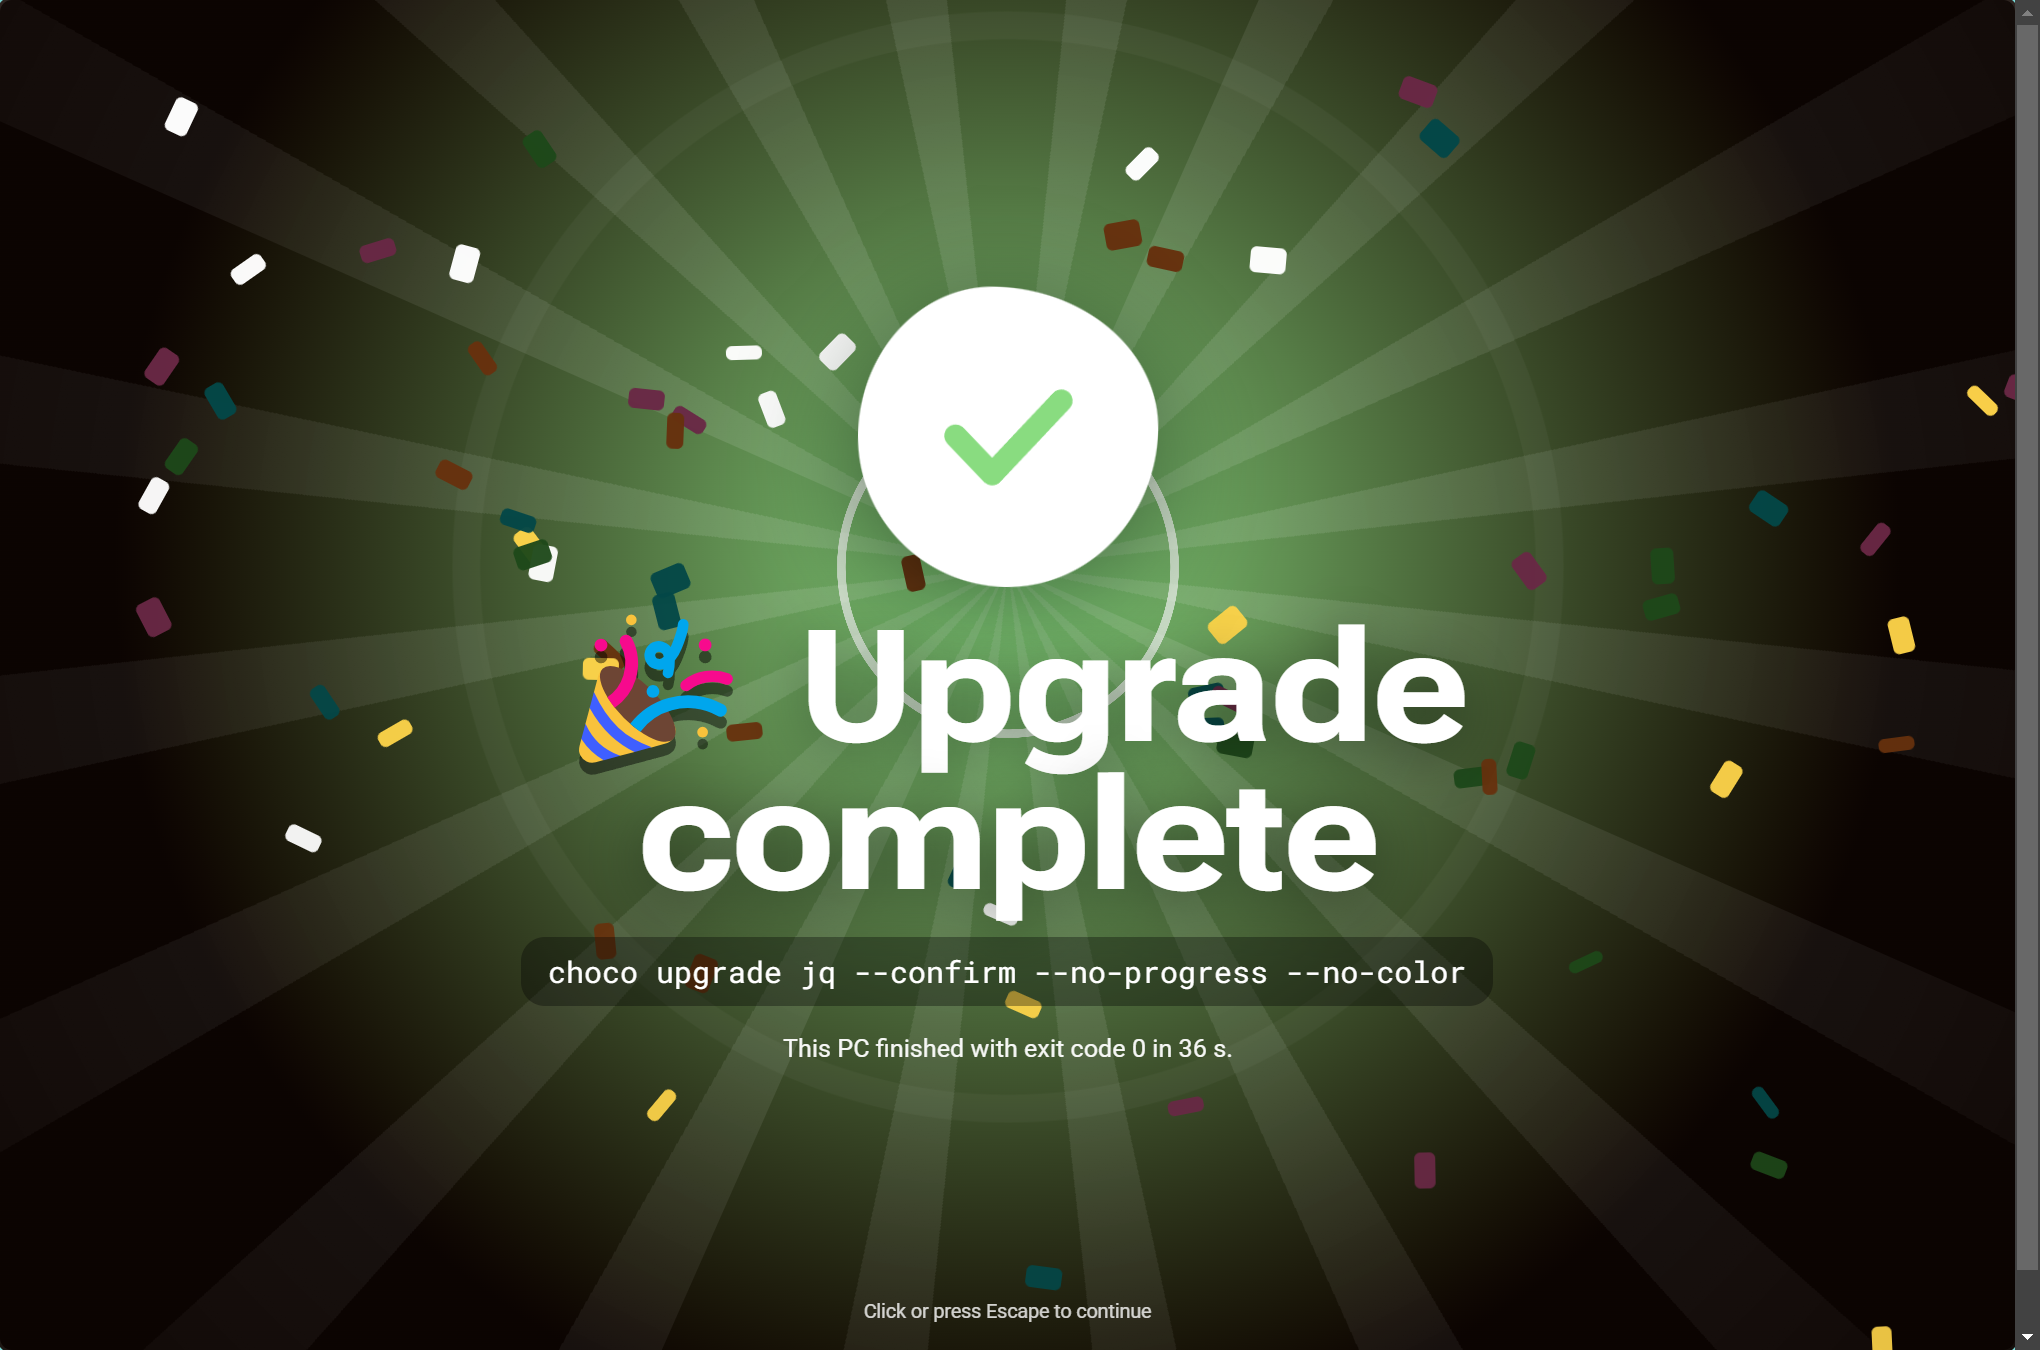 Upgrade
complete
choco upgrade jq --confirm --no-progress --no-color
This PC finished with exit code 0 in 36 s.
Click or press Escape to continue